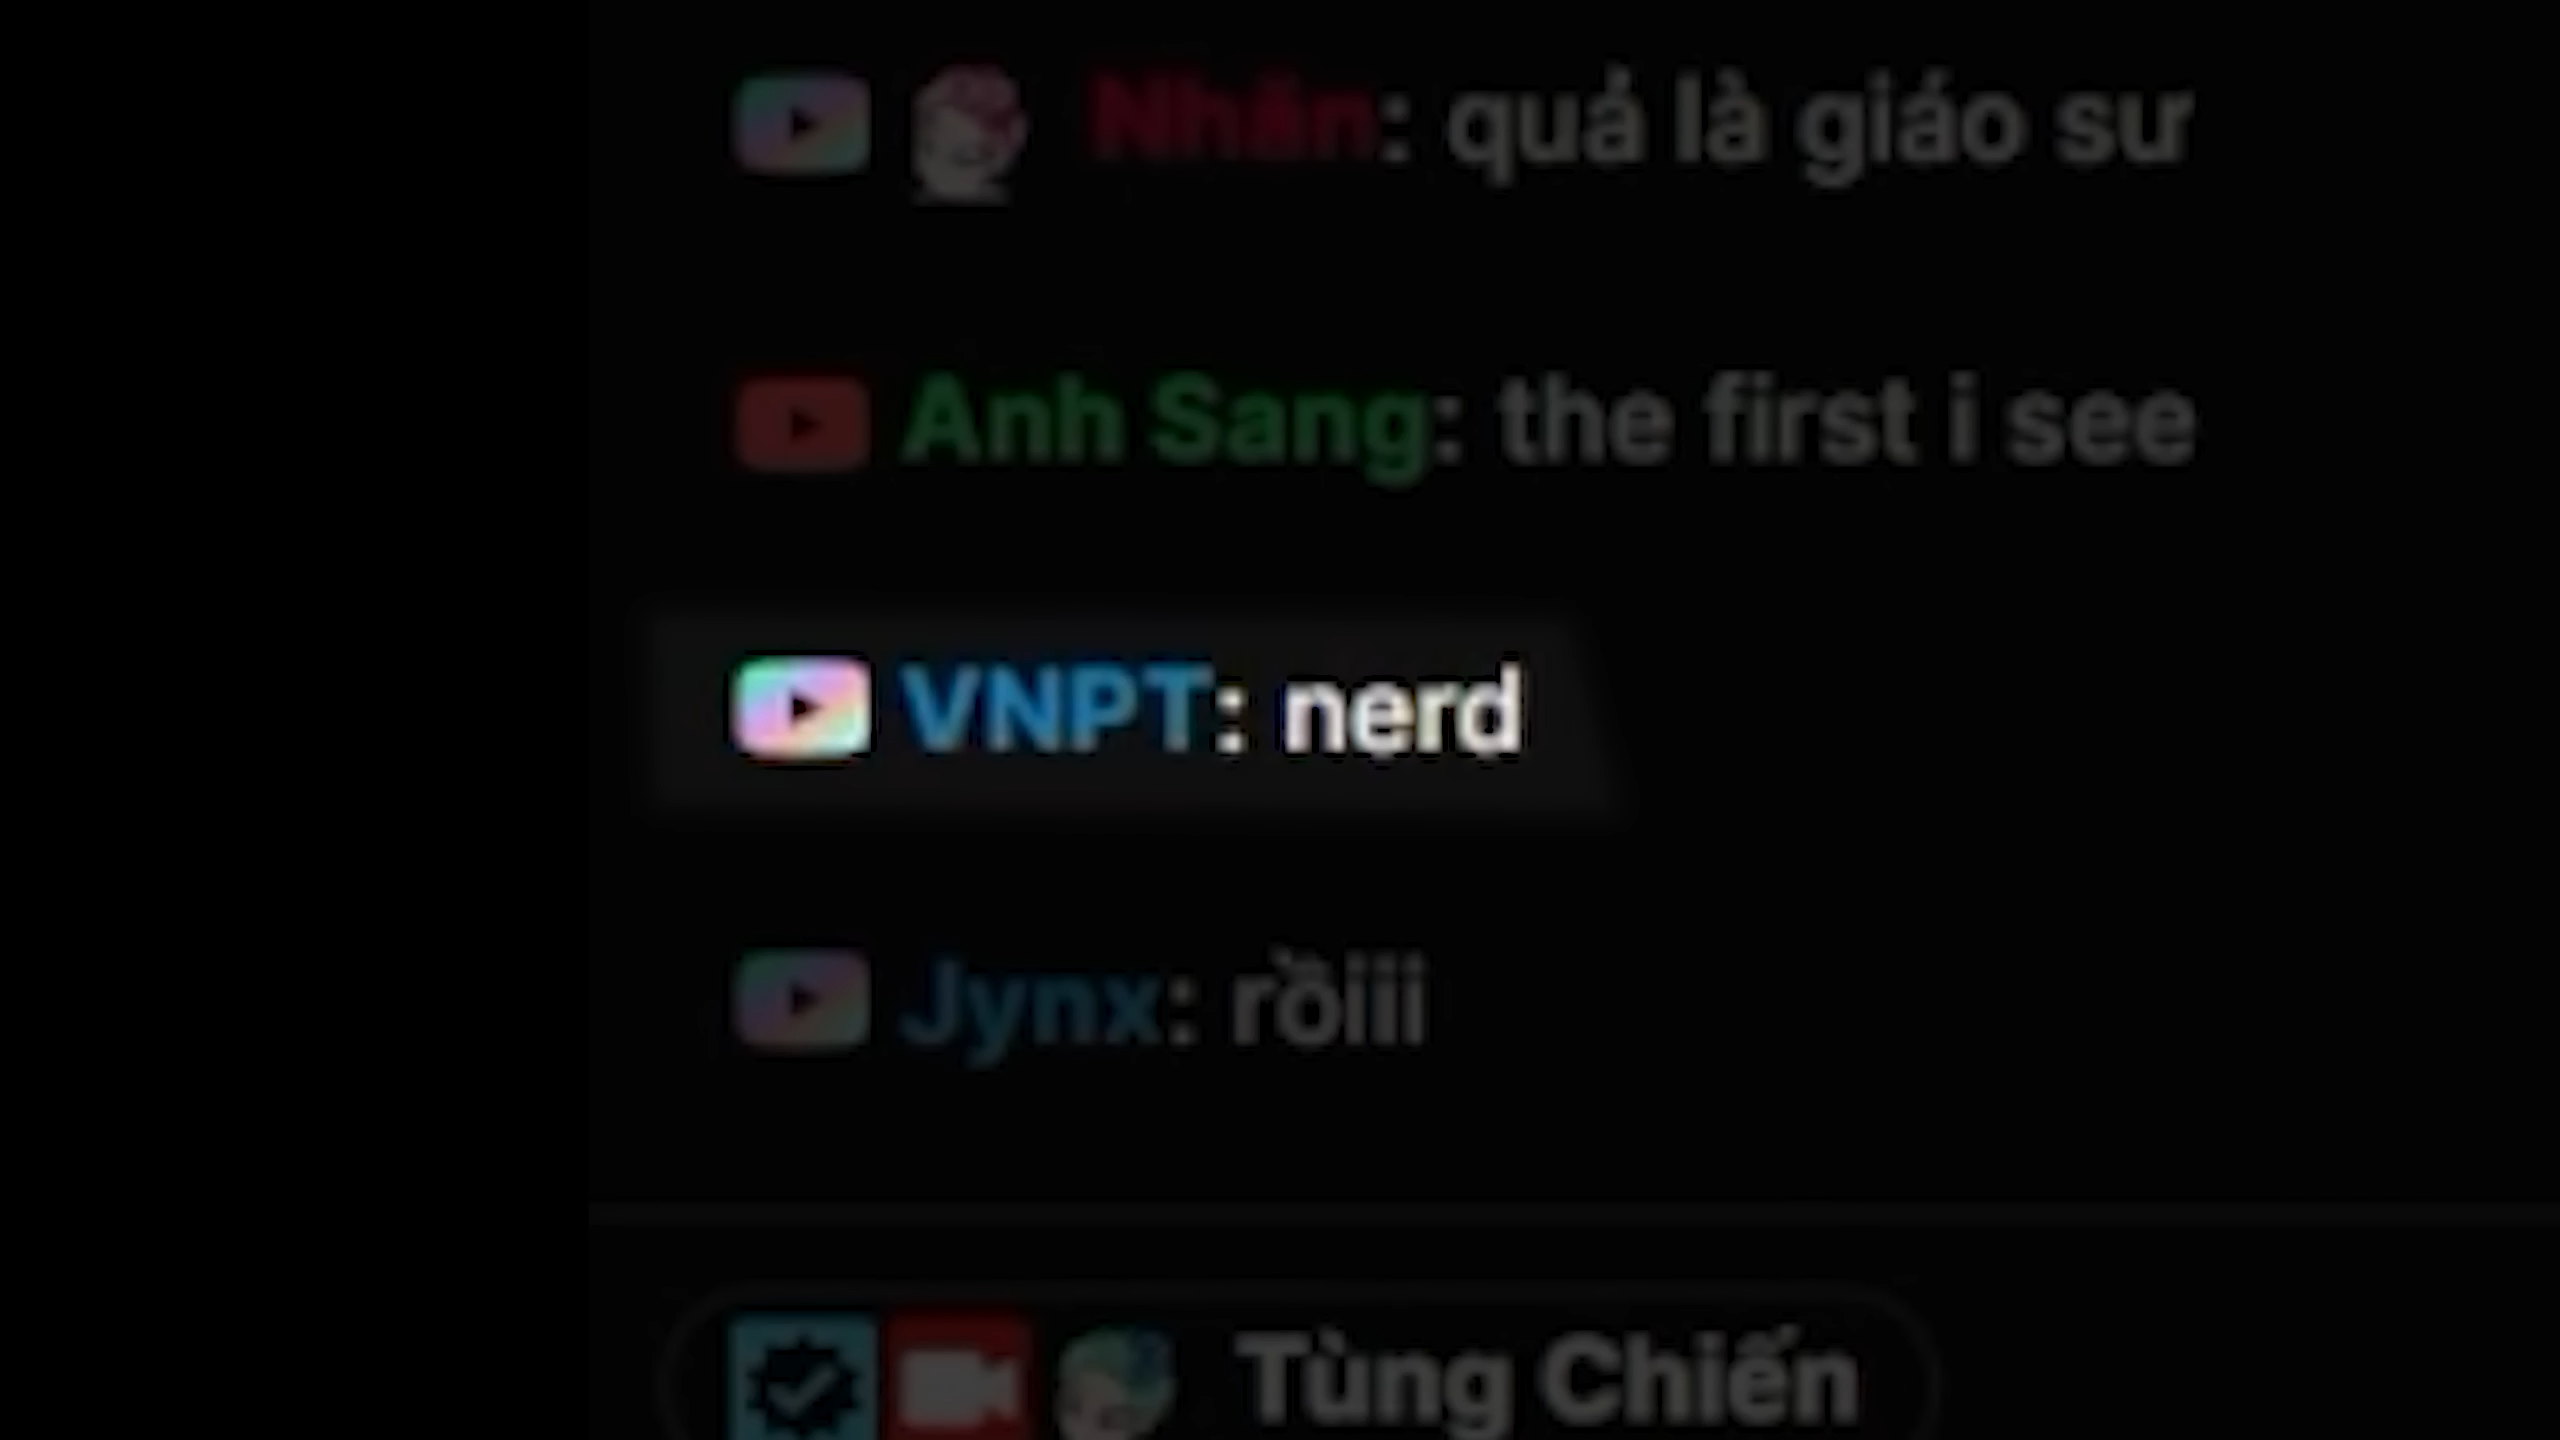 Nhân: quả là giáo sư
Anh Sang: the first i see
VNPT: nerd
Jynx: rồiii
Tùng Chiến